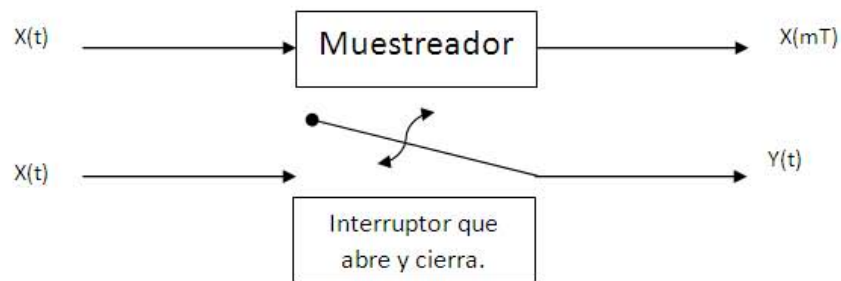 X(t)
Muestreador
X(mT)
X(t)
Y(t)
Interruptor que
abre y cierra.